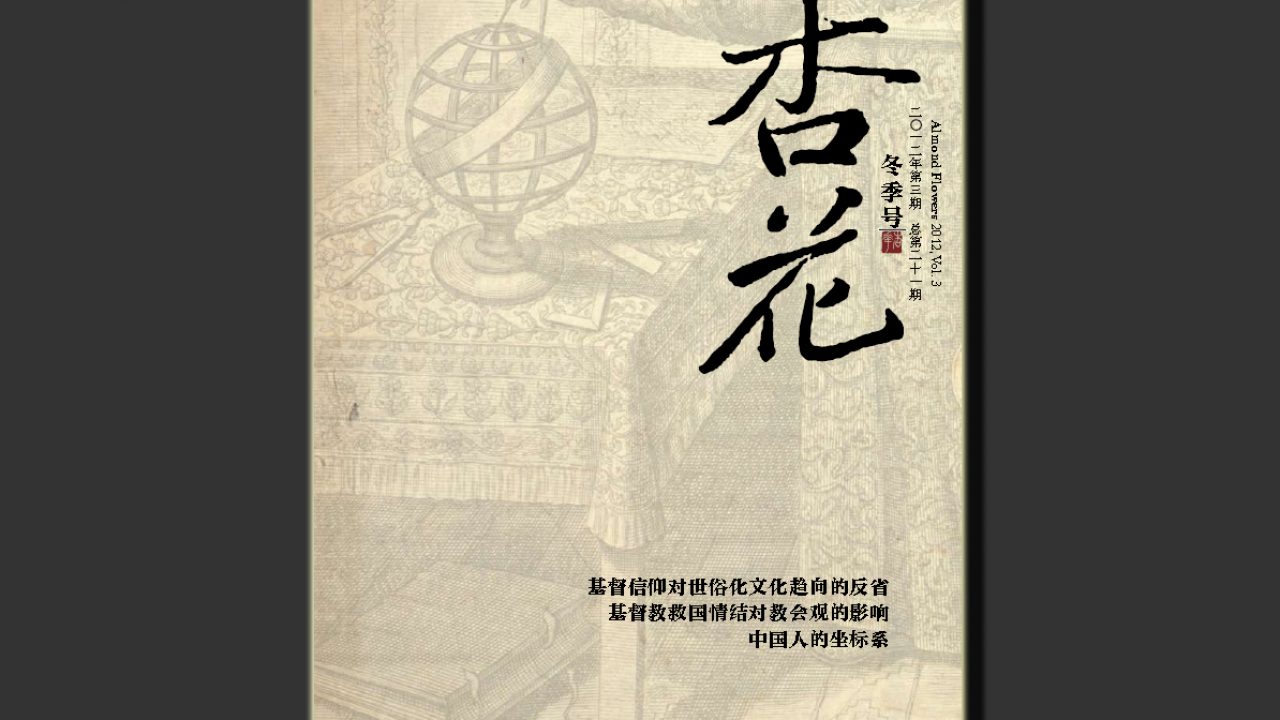 杏花
Almond Flowers 2012, Vol. 3
二〇一二年第三期 总第二十一期
冬季号
杏花
基督信仰对世俗化文化趋向的反省
基督教救国情结对教会观的影响
中国人的坐标系